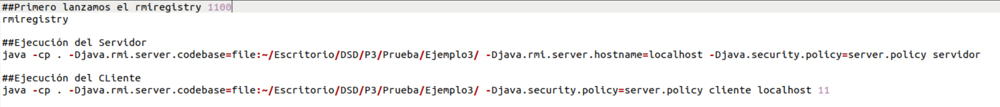 ##Primero lanzamos el rmiregistry 1100
rmiregistry
##Ejecución del Servidor
java -cp . -Djava.rmi.server.codebase=file:~/Escritorio/DSD/P3/Prueba/Ejemplo3/ -Djava.rmi.server.hostname=localhost -Djava.security.policy=server.policy servidor
##Ejecución del CLiente
java -cp . -Djava.rmi.server.codebase=file:~/Escritorio/DSD/P3/Prueba/Ejemplo3/ -Djava.security.policy=server.policy cliente localhost 11